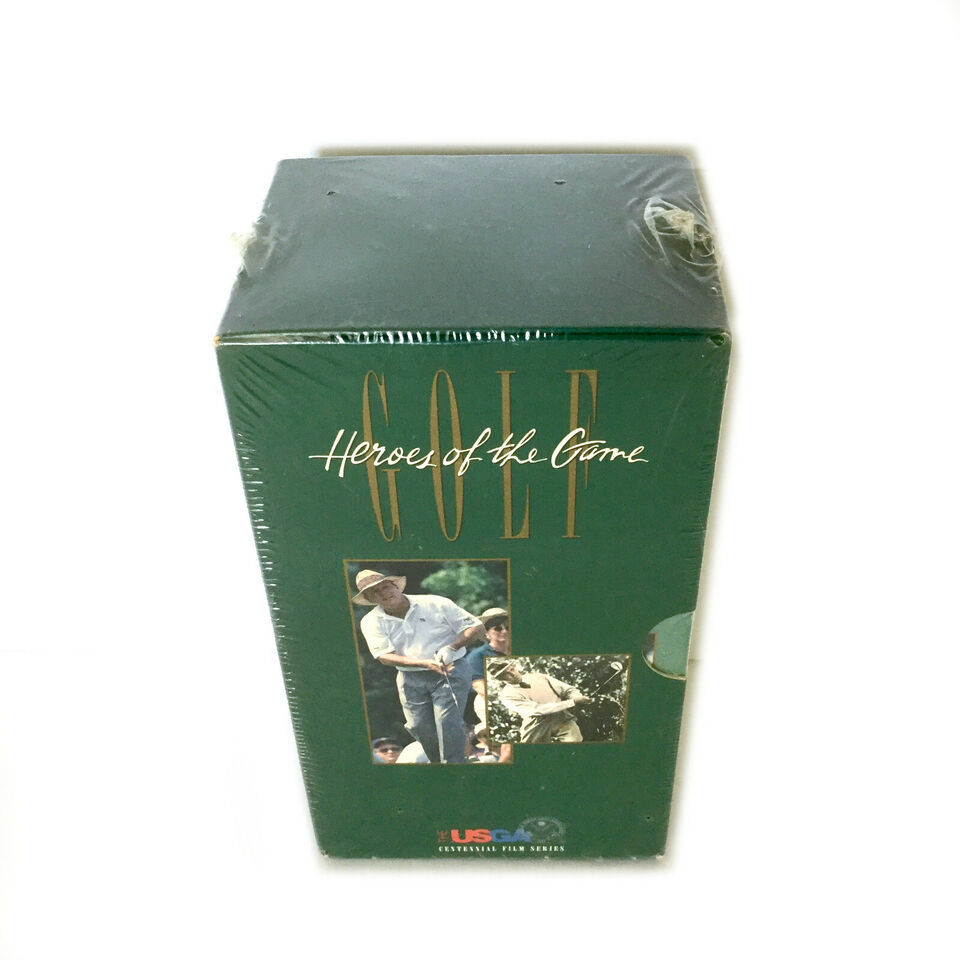 GOLF
Heroes of the Game
THE USGA
CENTENNIAL FILM SERIES